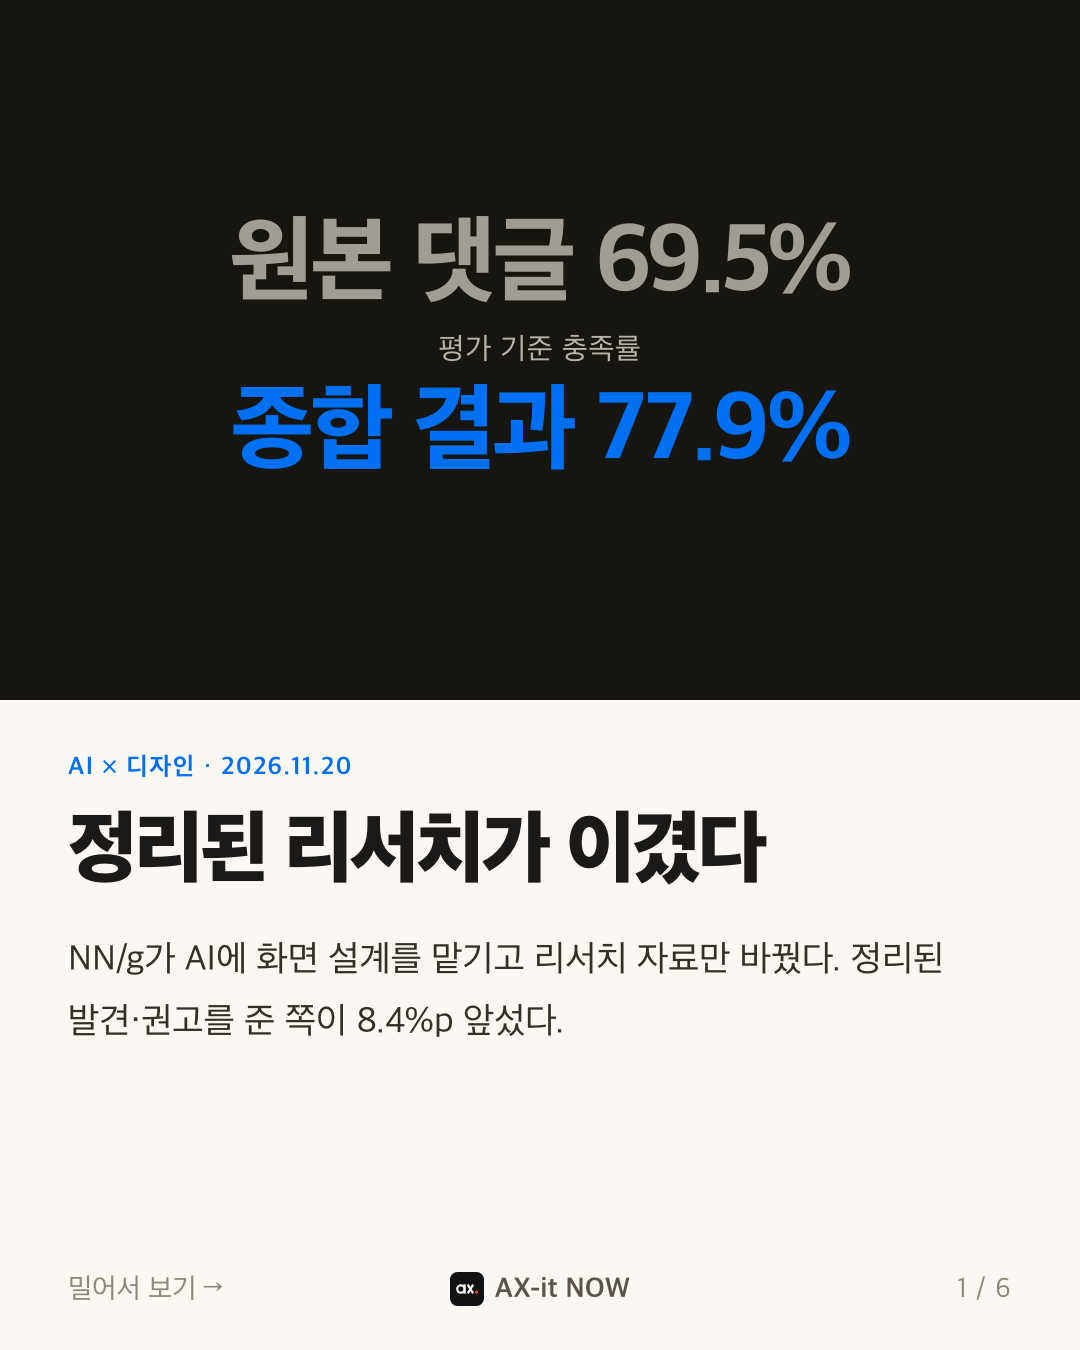 원본 댓글 69.5%
평가 기준 충족률
종합 결과 77.9%
AI × 디자인 · 2026.11.20
정리된 리서치가 이겼다
NN/g가 AI에 화면 설계를 맡기고 리서치 자료만 바꿨다. 정리된
발견·권고를 준 쪽이 8.4%p 앞섰다.
밀어서 보기 →
ax.
AX-it NOW
1 / 6